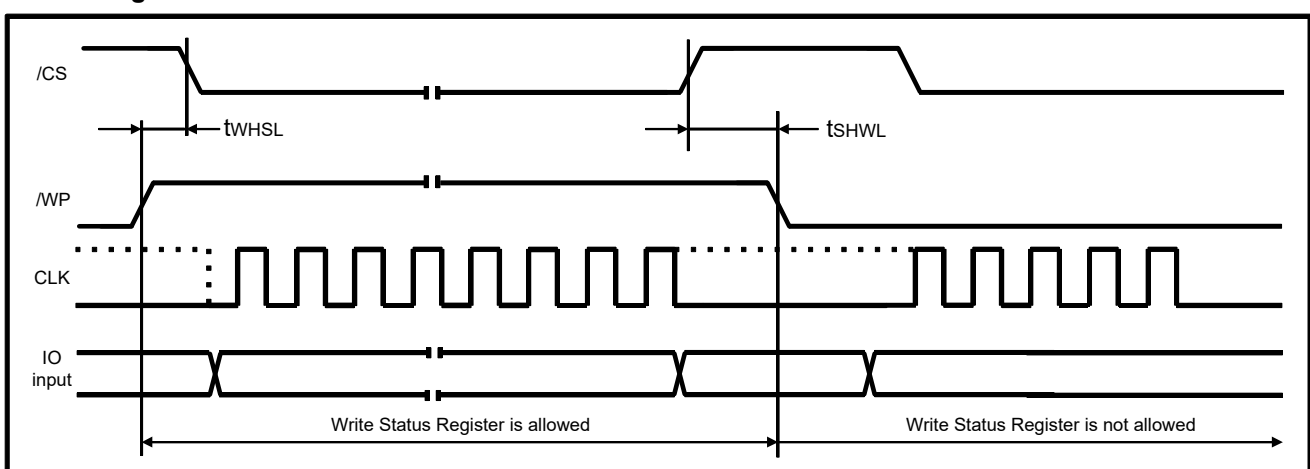 /CS
tWHSL
tSHWL
/WP
CLK
IO
input
Write Status Register is allowed
Write Status Register is not allowed